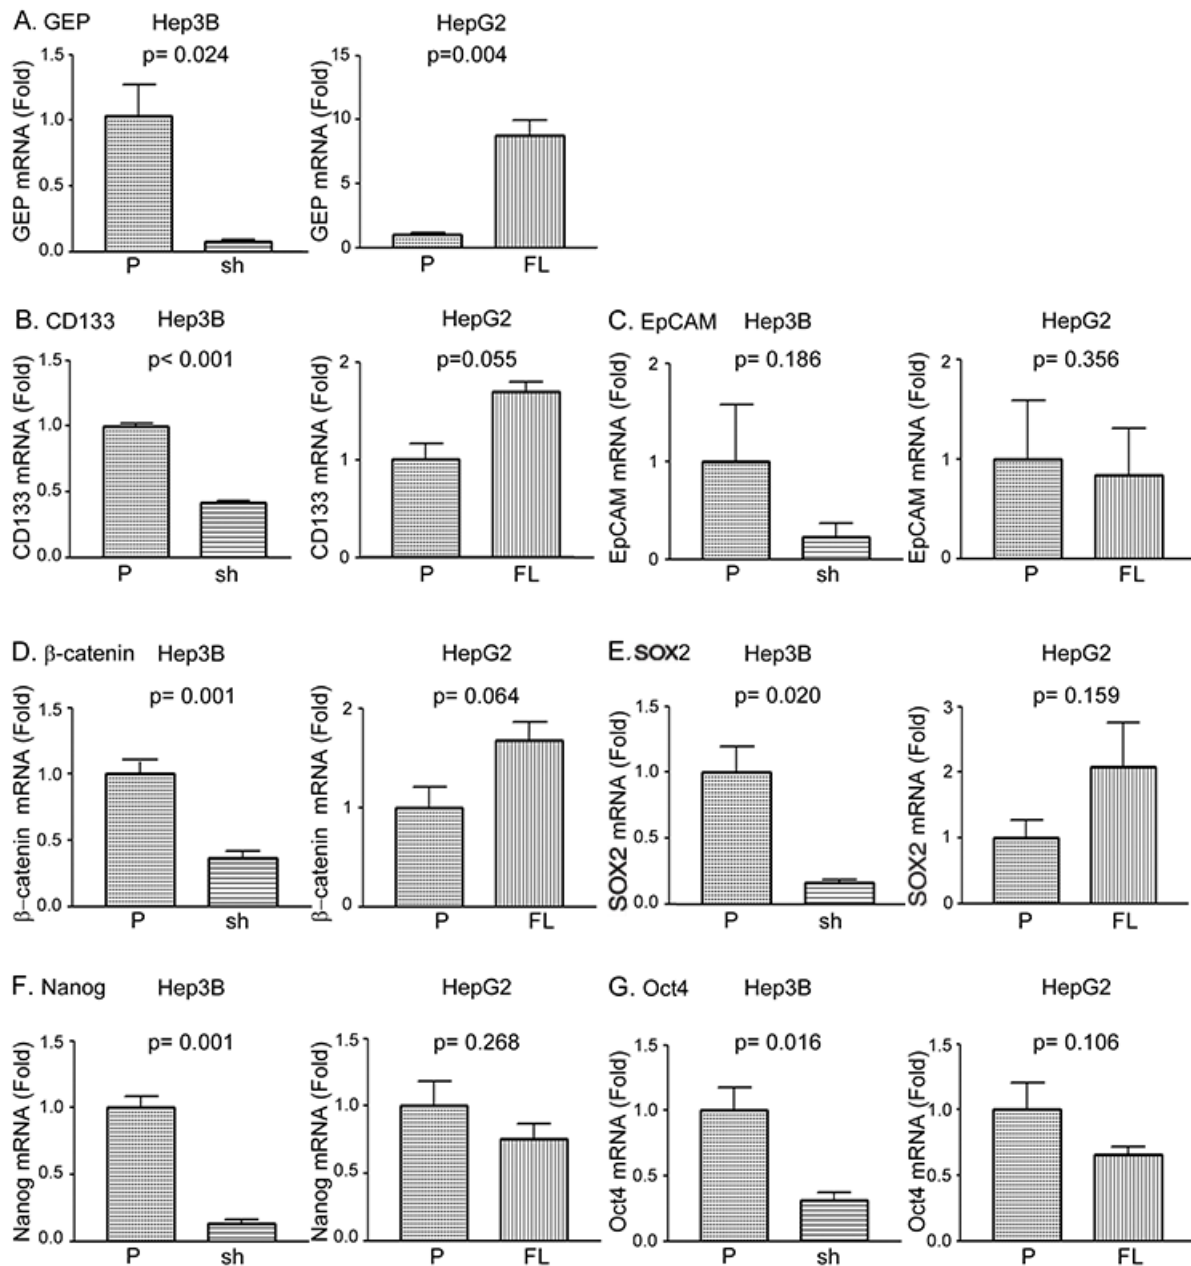 A. GEP
Hep3B
HepG2
p= 0.024
p=0.004
GEP mRNA (Fold)
1.5
1.0
0.5
0.0
P
sh
GEP mRNA (Fold)
15
10
5
0
P
FL
B. CD133
Hep3B
HepG2
p< 0.001
p=0.055
CD133 mRNA (Fold)
1.5
1.0
0.5
0.0
P
sh
CD133 mRNA (Fold)
2
1
0
P
FL
C. EpCAM
Hep3B
HepG2
p= 0.186
p= 0.356
EpCAM mRNA (Fold)
2
1
0
P
sh
EpCAM mRNA (Fold)
2
1
0
P
FL
D. β-catenin
Hep3B
HepG2
p= 0.001
p= 0.064
β-catenin mRNA (Fold)
1.5
1.0
0.5
0.0
P
sh
β-catenin mRNA (Fold)
2
1
0
P
FL
E. SOX2
Hep3B
HepG2
p= 0.020
p= 0.159
SOX2 mRNA (Fold)
1.5
1.0
0.5
0.0
P
sh
SOX2 mRNA (Fold)
3
2
1
0
P
FL
F. Nanog
Hep3B
HepG2
p= 0.001
p= 0.268
Nanog mRNA (Fold)
1.5
1.0
0.5
0.0
P
sh
Nanog mRNA (Fold)
1.5
1.0
0.5
0.0
P
FL
G. Oct4
Hep3B
HepG2
p= 0.016
p= 0.106
Oct4 mRNA (Fold)
1.5
1.0
0.5
0.0
P
sh
Oct4 mRNA (Fold)
1.5
1.0
0.5
0.0
P
FL